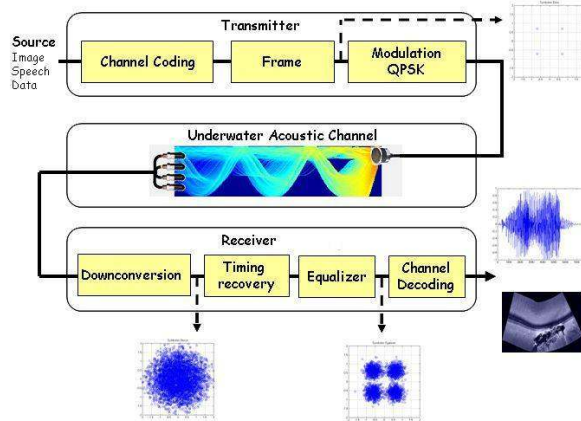 Transmitter
Source
Image
Speech
Data
Channel Coding
Frame
Modulation
QPSK
Underwater Acoustic Channel
Receiver
Downconversion
Timing
recovery
Equalizer
Channel
Decoding